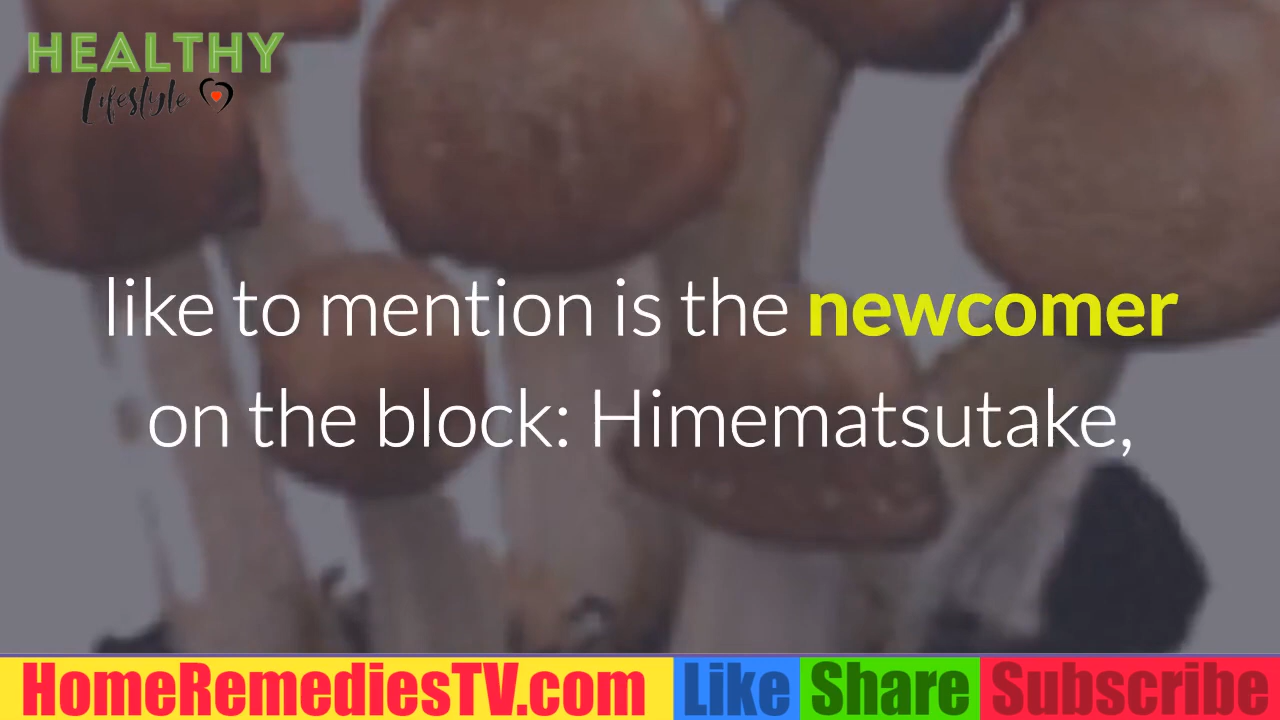 HEALTHY
Lifestyle
like to mention is the newcomer
on the block: Himematsutake,
HomeRemediesTV.com Like Share Subscribe